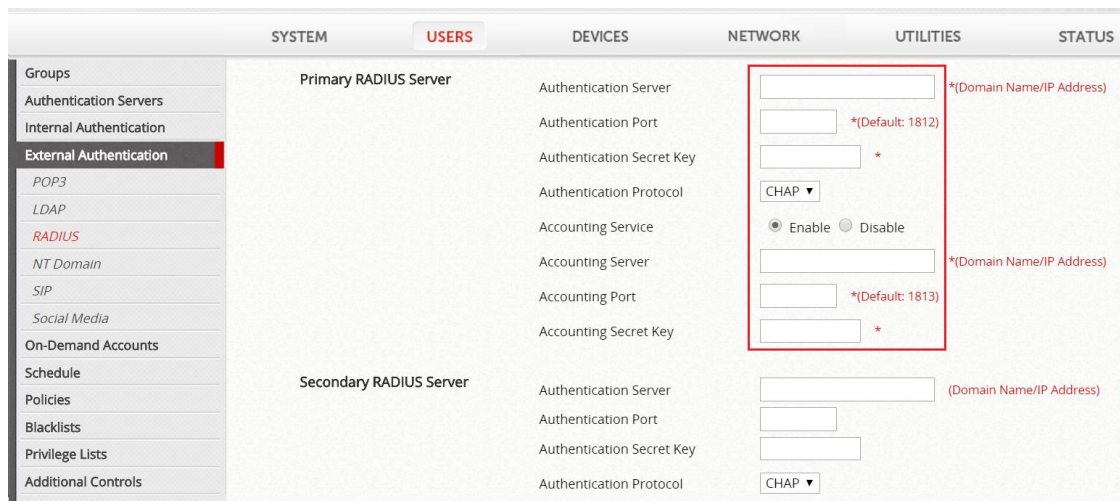 SYSTEM USERS DEVICES NETWORK UTILITIES STATUS
Groups
Authentication Servers
Internal Authentication
External Authentication
POP3
LDAP
RADIUS
NT Domain
SIP
Social Media
On-Demand Accounts
Schedule
Policies
Blacklists
Privilege Lists
Additional Controls
Primary RADIUS Server
Authentication Server *(Domain Name/IP Address)
Authentication Port *(Default: 1812)
Authentication Secret Key *
Authentication Protocol CHAP
Accounting Service Enable Disable
Accounting Server *(Domain Name/IP Address)
Accounting Port *(Default: 1813)
Accounting Secret Key *
Secondary RADIUS Server
Authentication Server (Domain Name/IP Address)
Authentication Port
Authentication Secret Key
Authentication Protocol CHAP